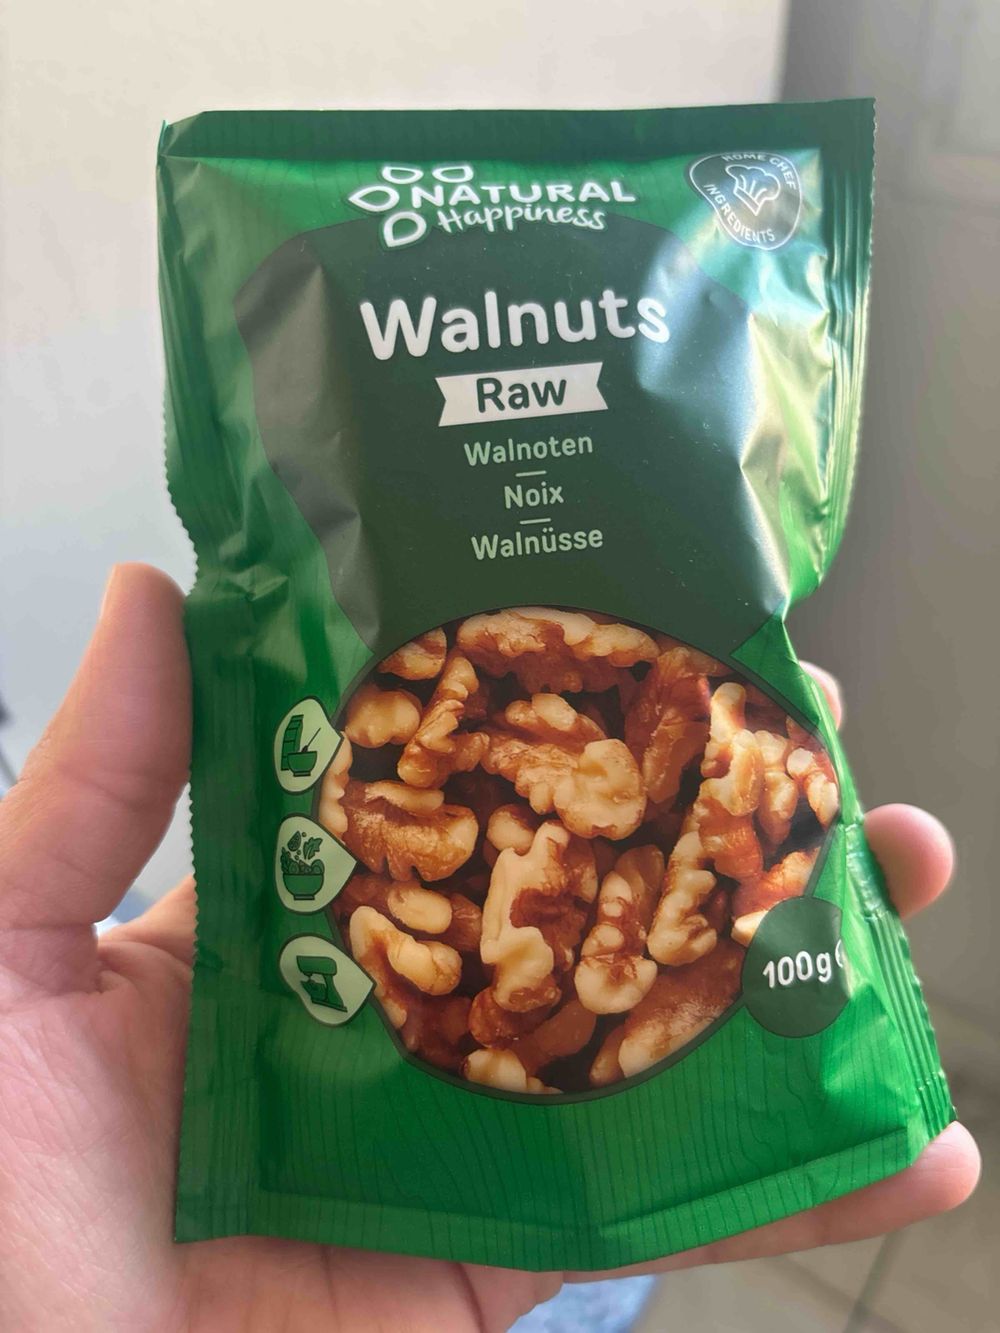 NATURAL
Happiness
HOME CHEF
INGREDIENTS
Walnuts
Raw
Walnoten
Noix
Walnüsse
100g